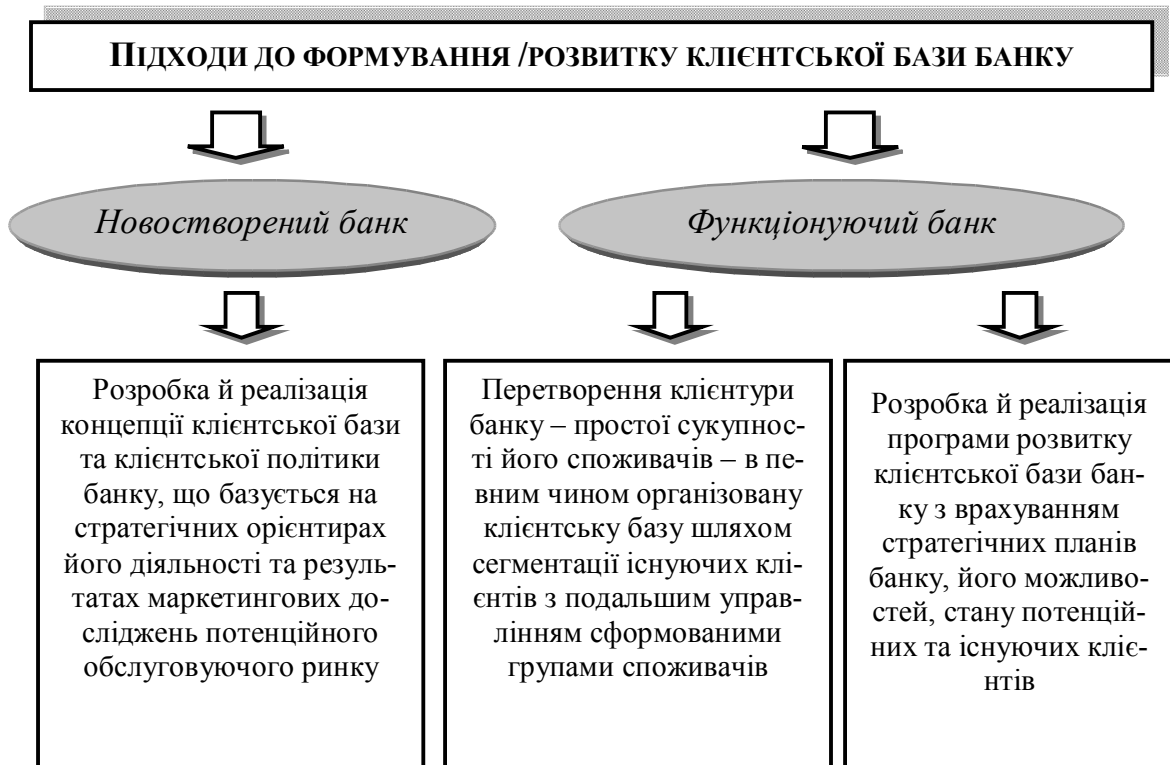 ПІДХОДИ ДО ФОРМУВАННЯ /РОЗВИТКУ КЛІЄНТСЬКОЇ БАЗИ БАНКУ
Новостворений банк
Функціонуючий банк
Розробка й реалізація
концепції клієнтської бази
та клієнтської політики
банку, що базується на
стратегічних орієнтирах
його діяльності та резуль-
татах маркетингових до-
сліджень потенційного
обслуговуючого ринку
Перетворення клієнтури
банку – простої сукупнос-
ті його споживачів – в пе-
вним чином організовану
клієнтську базу шляхом
сегментації існуючихклі-
єнтів з подальшим управ-
лінням сформованими
групами споживачів
Розробка й реалізація
програми розвитку
клієнтської бази бан-
ку з врахуванням
стратегічних планів
банку, його можливо-
стей, стану потенцій-
них та існуючих кліє-
нтів